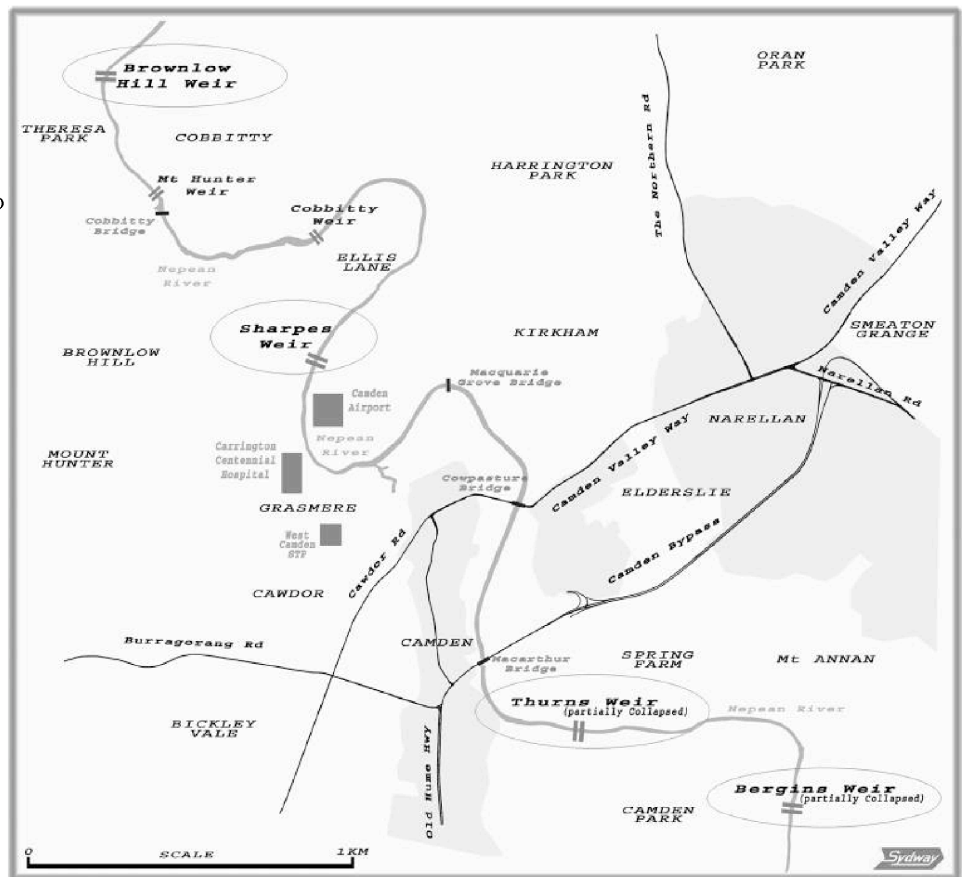 Brownlow
Hill Weir
ORAN
PARK
THERESA
PARK
COBBITTY
The Northern Rd
HARRINGTON
PARK
Mt Hunter
Weir
Camden Valley Way
Cobbitty
Weir
Cobbitty
Bridge
ELLIS
LANE
Nepean
River
SMEATON
GRANGE
Sharpes
Weir
KIRKHAM
BROWNLOW
HILL
Macquarie
Grove Bridge
Narellan Rd
Camden
Airport
NARELLAN
Nepean
River
Carrington
Centennial
Hospital
MOUNT
HUNTER
Camden Valley Way
Cowpasture
Bridge
ELDERSLIE
GRASMERE
West
Camden
STP
Cawdor Rd
Camden Bypass
CAWDOR
Burragorang Rd
CAMDEN
SPRING
FARM
Mt ANNAN
Macarthur
Bridge
Thurns Weir
(partially Collapsed)
Nepean River
BICKLEY
VALE
Old Hume Hwy
Bergins Weir
(partially Collapsed)
CAMDEN
PARK
0
SCALE
1KM
Sydway